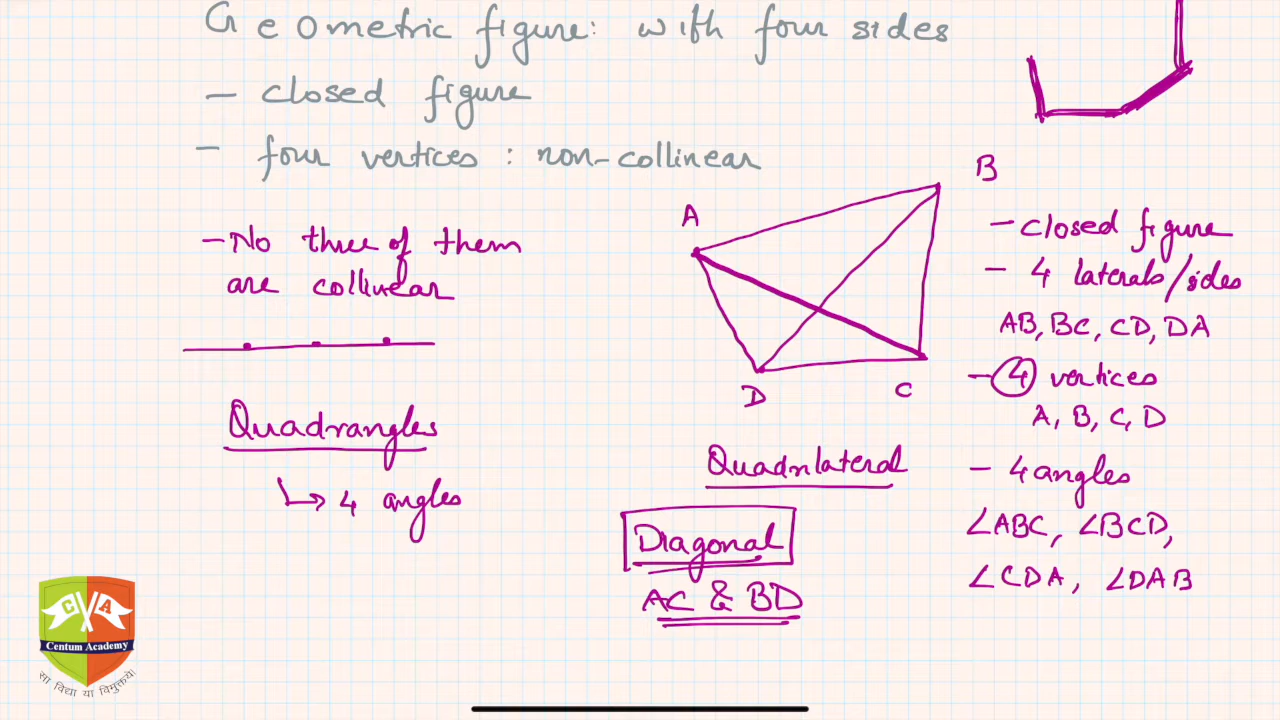 Geometric figure: with four sides
- closed figure
- four vertices : non-collinear
- No three of them
are collinear
Quadrangles
↳ 4 angles
A
B
D
C
Quadrilateral
Diagonal
AC & BD
- closed figure
- 4 laterals/sides
AB, BC, CD, DA
- 4 vertices
A, B, C, D
- 4 angles
∠ABC, ∠BCD,
∠CDA, ∠DAB
C A
Centum Academy
सा विद्या या विमुक्तये।